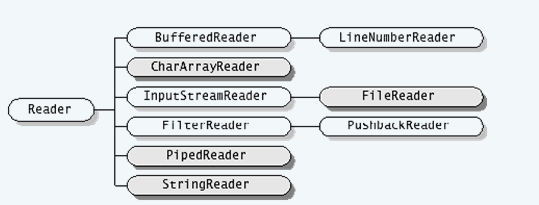 BufferedReader
LineNumberReader
CharArrayReader
InputStreamReader
FileReader
Reader
FilterReader
PushbackReader
PipedReader
StringReader